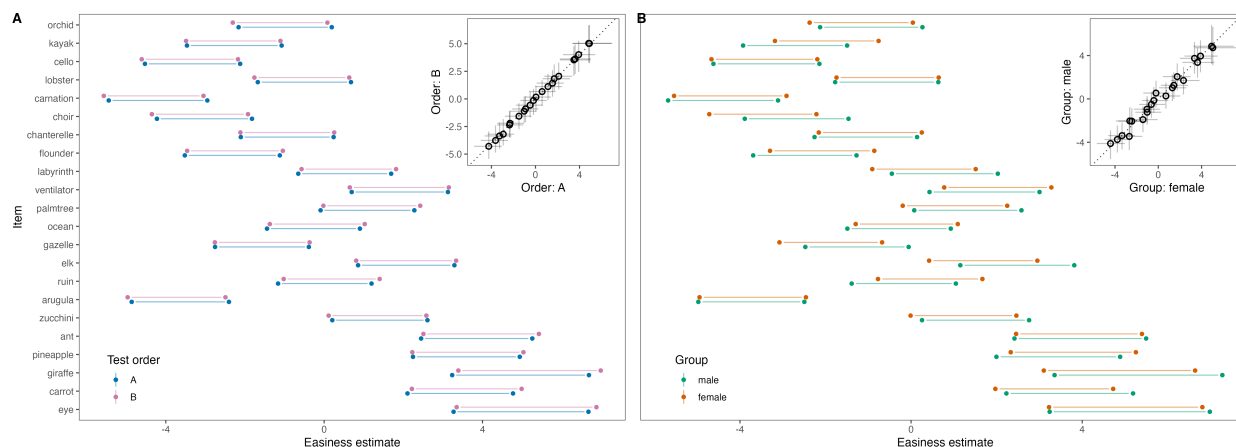 A
orchid
kayak
cello
lobster
carnation
choir
chanterelle
flounder
labyrinth
ventilator
palmtree
ocean
gazelle
elk
ruin
arugula
zucchini
ant
pineapple
giraffe
carrot
eye
Item
-4
0
4
Easiness estimate
Test order
A
B
Order: B
5.0
2.5
0.0
-2.5
-5.0
-4
0
4
Order: A
B
-4
0
4
Easiness estimate
Group
male
female
Group: male
4
0
-4
-4
0
4
Group: female